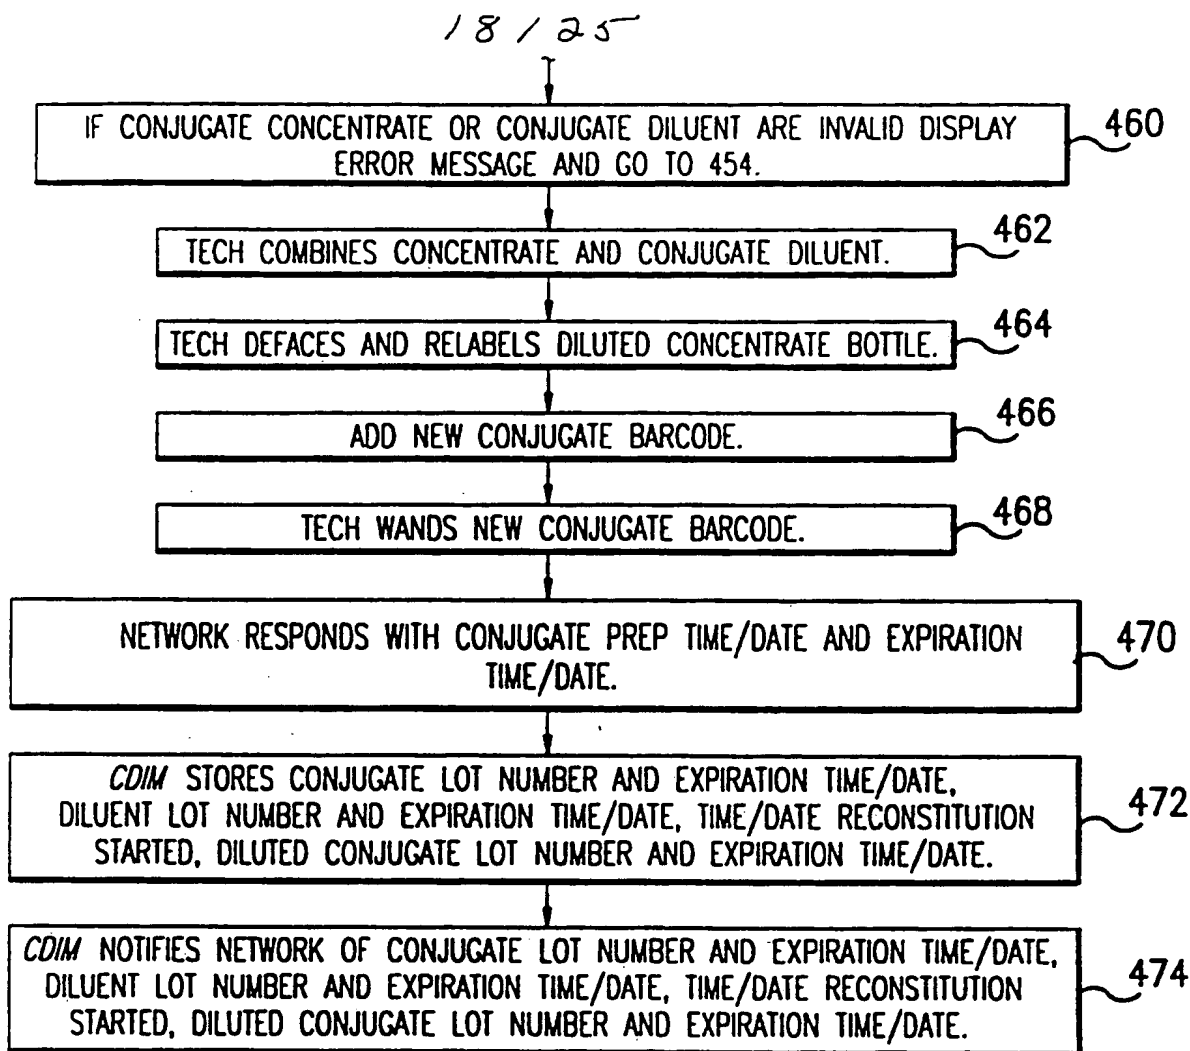 18/25
IF CONJUGATE CONCENTRATE OR CONJUGATE DILUENT ARE INVALID DISPLAY
ERROR MESSAGE AND GO TO 454.
460
TECH COMBINES CONCENTRATE AND CONJUGATE DILUENT.
462
TECH DEFACES AND RELABELS DILUTED CONCENTRATE BOTTLE.
464
ADD NEW CONJUGATE BARCODE.
466
TECH WANDS NEW CONJUGATE BARCODE.
468
NETWORK RESPONDS WITH CONJUGATE PREP TIME/DATE AND EXPIRATION
TIME/DATE.
470
CDIM STORES CONJUGATE LOT NUMBER AND EXPIRATION TIME/DATE,
DILUENT LOT NUMBER AND EXPIRATION TIME/DATE, TIME/DATE RECONSTITUTION
STARTED, DILUTED CONJUGATE LOT NUMBER AND EXPIRATION TIME/DATE.
472
CDIM NOTIFIES NETWORK OF CONJUGATE LOT NUMBER AND EXPIRATION TIME/DATE,
DILUENT LOT NUMBER AND EXPIRATION TIME/DATE, TIME/DATE RECONSTITUTION
STARTED, DILUTED CONJUGATE LOT NUMBER AND EXPIRATION TIME/DATE.
474